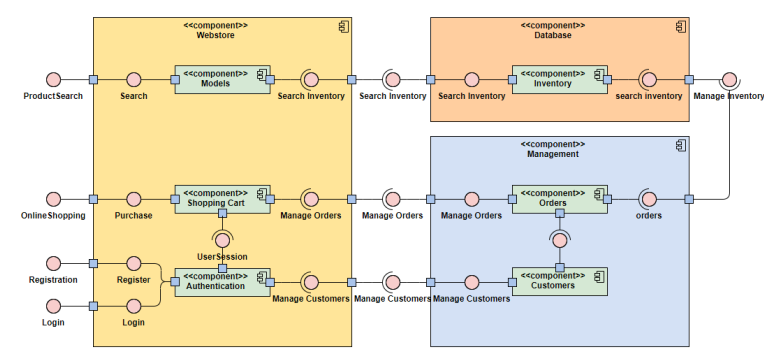 <<component>>
Webstore
<<component>>
Database
<<component>>
Models
<<component>>
Inventory
ProductSearch
Search
Search Inventory
Search Inventory
Search Inventory
search inventory
Manage Inventory
<<component>>
Management
<<component>>
Shopping Cart
<<component>>
Orders
OnlineShopping
Purchase
Manage Orders
Manage Orders
Manage Orders
orders
UserSession
Registration
Register
<<component>>
Authentication
<<component>>
Customers
Manage Customers
Manage Customers
Manage Customers
Login
Login